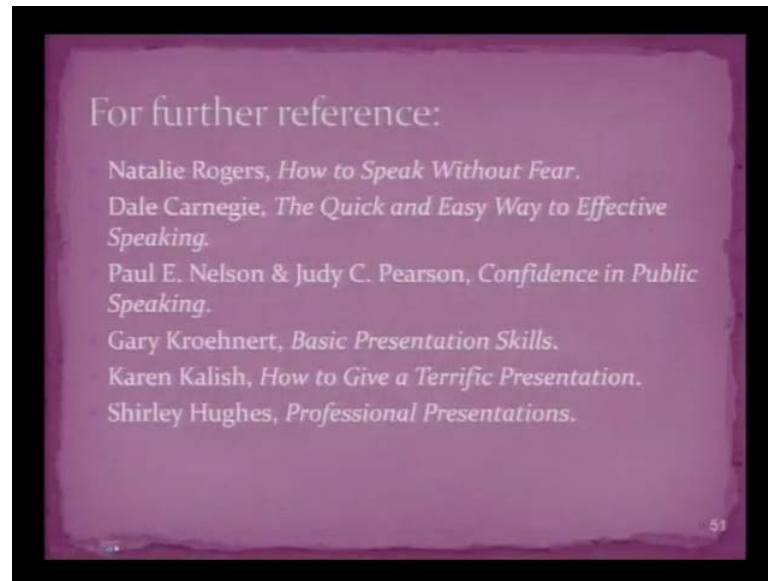 For further reference:
Natalie Rogers, How to Speak Without Fear.
Dale Carnegie, The Quick and Easy Way to Effective
Speaking.
Paul E. Nelson & Judy C. Pearson, Confidence in Public
Speaking.
Gary Kroehnert, Basic Presentation Skills.
Karen Kalish, How to Give a Terrific Presentation.
Shirley Hughes, Professional Presentations.
51